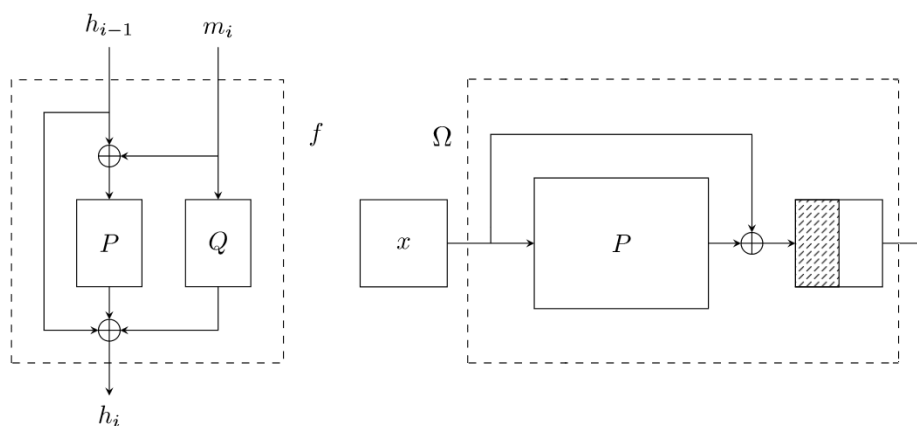 h_{i−1} m_i
f Ω
P Q x P
h_i